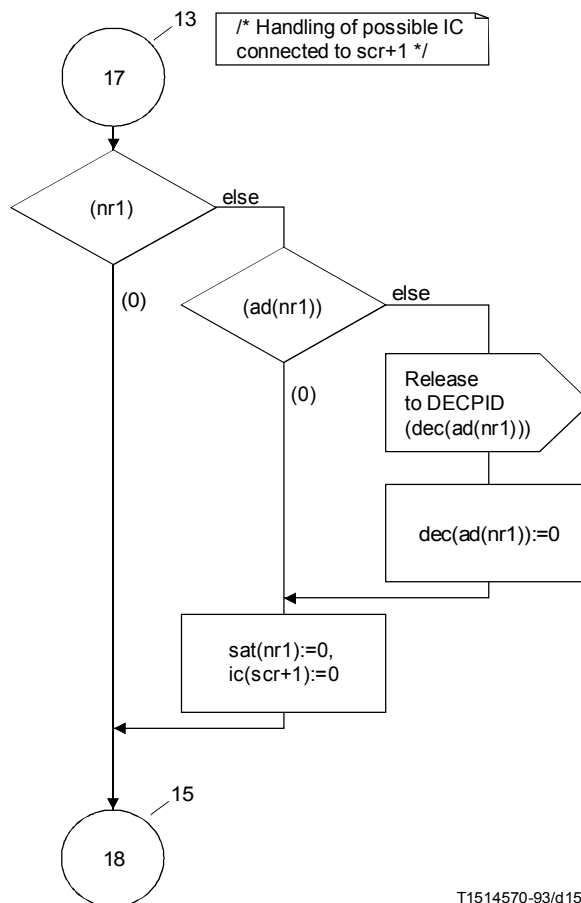 13
/* Handling of possible IC
connected to scr+1 */
17
(nr1)
else
(0)
(ad(nr1))
else
(0)
Release
to DECPID
(dec(ad(nr1)))
dec(ad(nr1)):=0
sat(nr1):=0,
ic(scr+1):=0
15
18
T1514570-93/d15